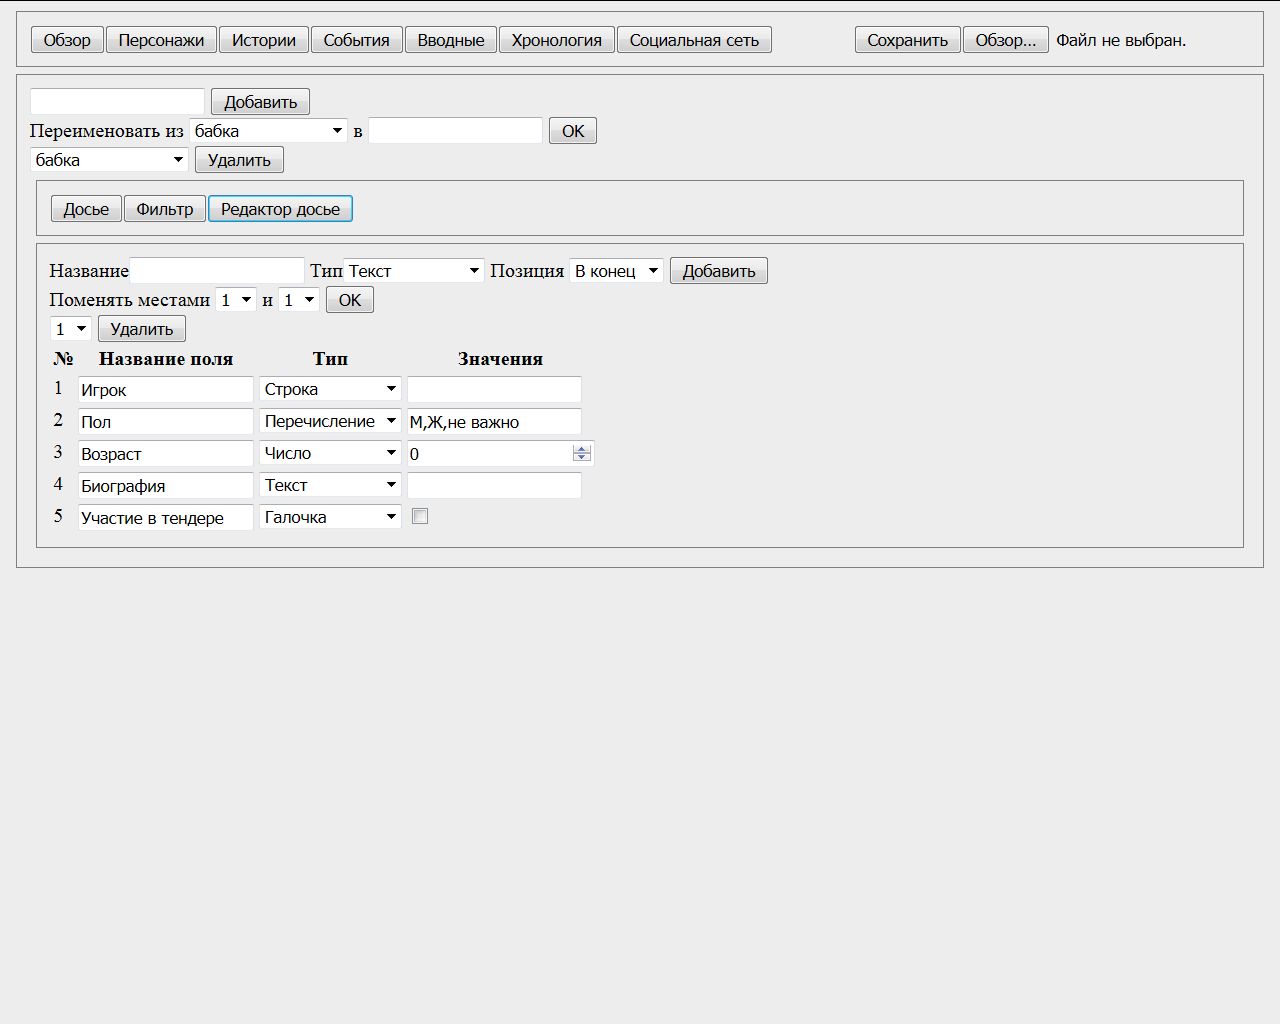 Обзор Персонажи Истории События Вводные Хронология Социальная сеть Сохранить Обзор... Файл не выбран.
Добавить
Переименовать из бабка в OK
бабка Удалить
Досье Фильтр Редактор досье
Название Тип Текст Позиция В конец Добавить
Поменять местами 1 и 1 OK
1 Удалить
№ Название поля Тип Значения
1 Игрок Строка
2 Пол Перечисление М,Ж,не важно
3 Возраст Число 0
4 Биография Текст
5 Участие в тендере Галочка